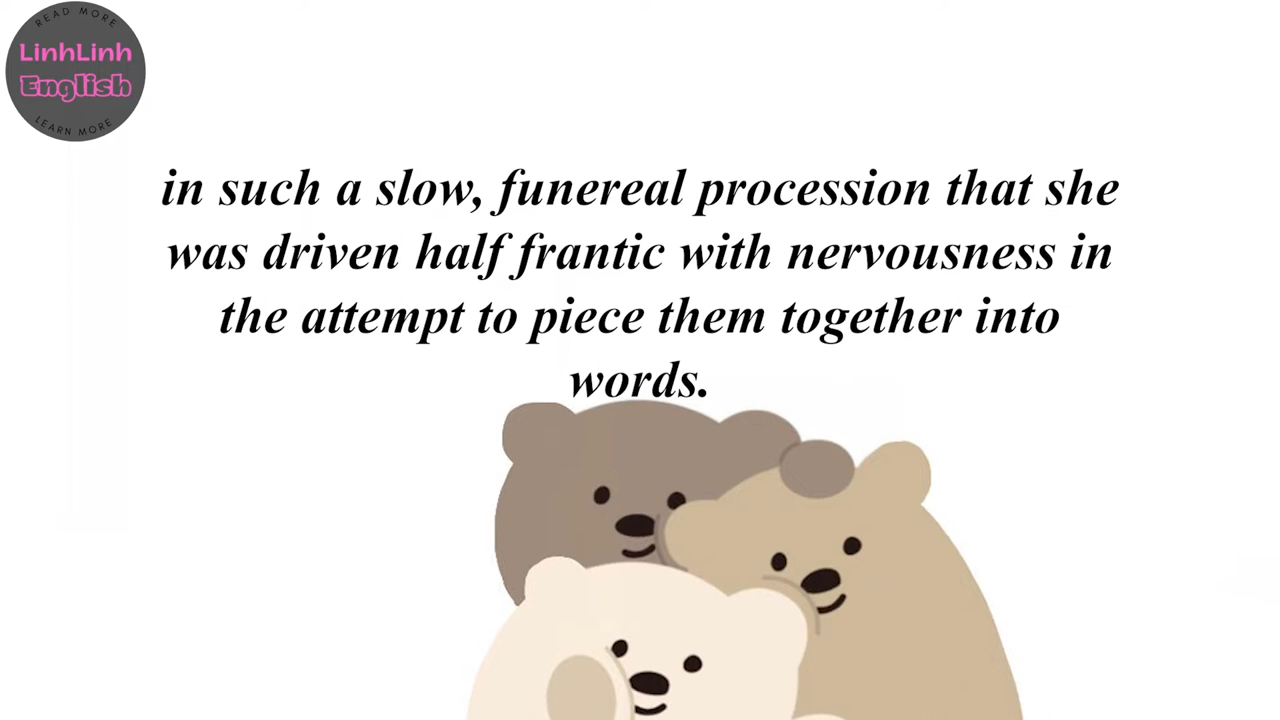 READ MORE
LinhLinh
English
LEARN MORE
in such a slow, funereal procession that she
was driven half frantic with nervousness in
the attempt to piece them together into
words.